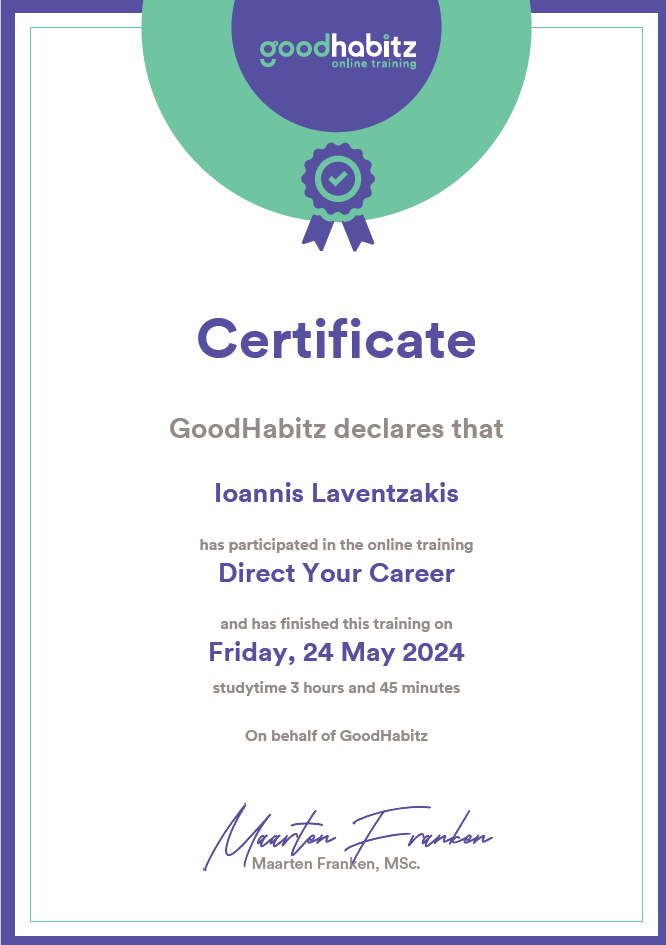 goodhabitz
online training
Certificate
GoodHabitz declares that
Ioannis Laventzakis
has participated in the online training
Direct Your Career
and has finished this training on
Friday, 24 May 2024
studytime 3 hours and 45 minutes
On behalf of GoodHabitz
Maarten Franken
Maarten Franken, MSc.